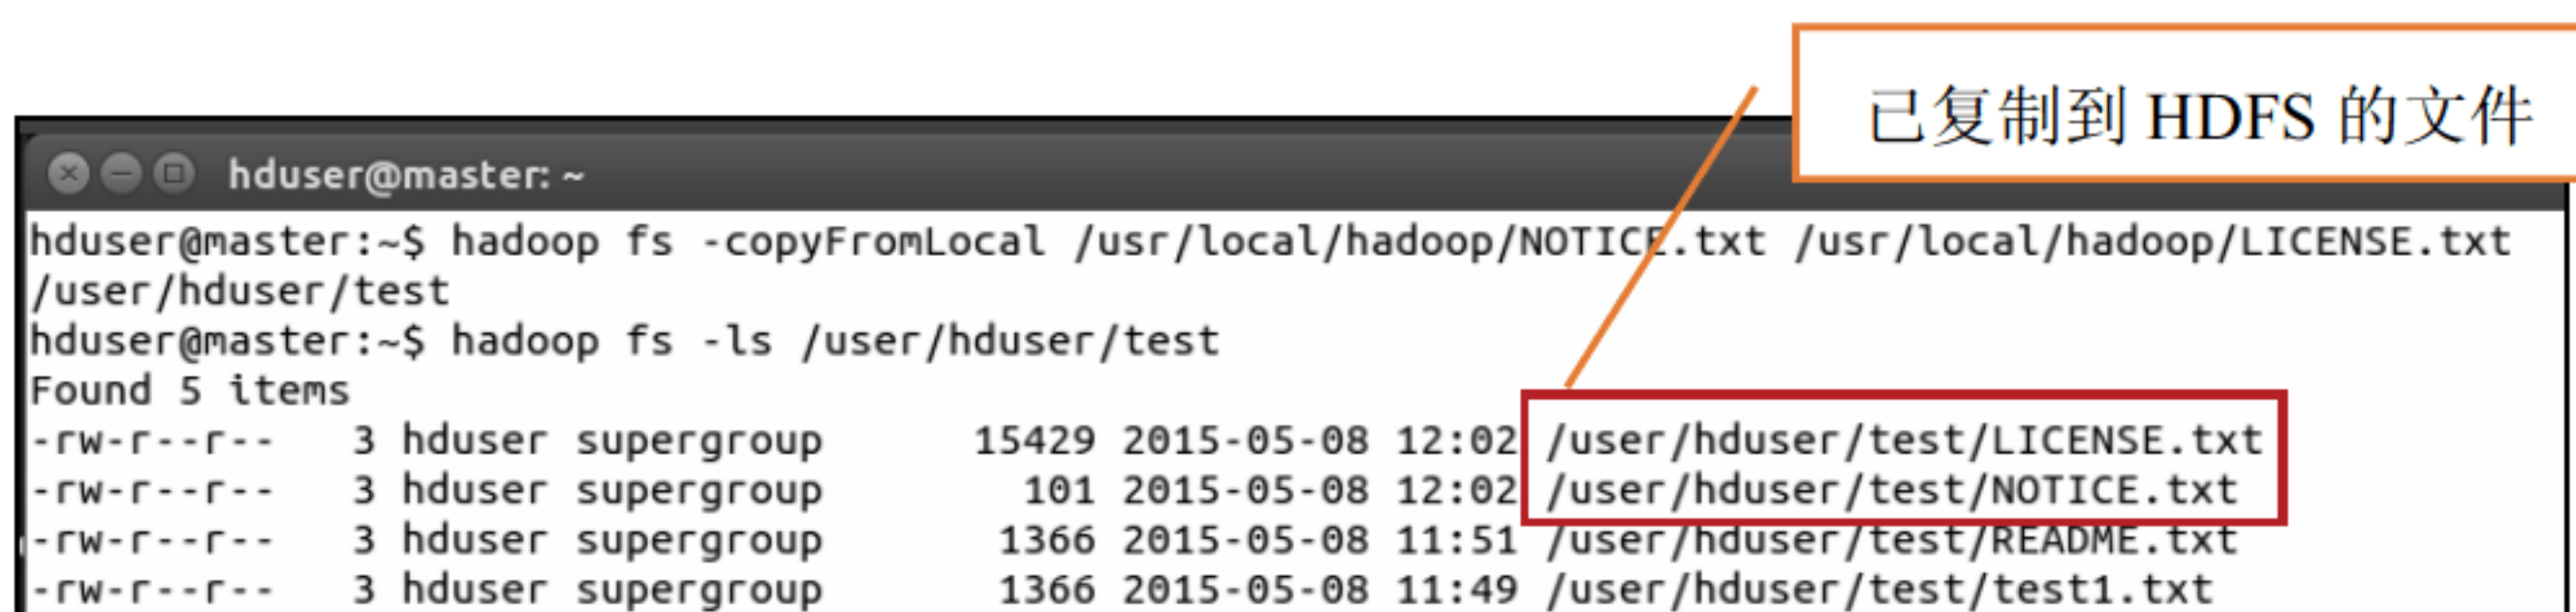 已复制到 HDFS 的文件
hduser@master: ~
hduser@master:~$ hadoop fs -copyFromLocal /usr/local/hadoop/NOTICE.txt /usr/local/hadoop/LICENSE.txt
/user/hduser/test
hduser@master:~$ hadoop fs -ls /user/hduser/test
Found 5 items
-rw-r--r--   3 hduser supergroup      15429 2015-05-08 12:02 /user/hduser/test/LICENSE.txt
-rw-r--r--   3 hduser supergroup        101 2015-05-08 12:02 /user/hduser/test/NOTICE.txt
-rw-r--r--   3 hduser supergroup       1366 2015-05-08 11:51 /user/hduser/test/README.txt
-rw-r--r--   3 hduser supergroup       1366 2015-05-08 11:49 /user/hduser/test/test1.txt